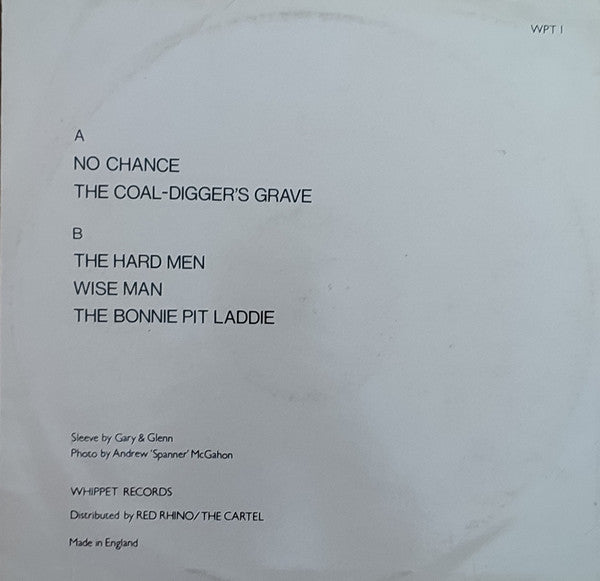 WPT 1
A
NO CHANCE
THE COAL-DIGGER'S GRAVE
B
THE HARD MEN
WISE MAN
THE BONNIE PIT LADDIE
Sleeve by Gary & Glenn
Photo by Andrew 'Spanner' McGahon
WHIPPET RECORDS
Distributed by RED RHINO/THE CARTEL
Made in England